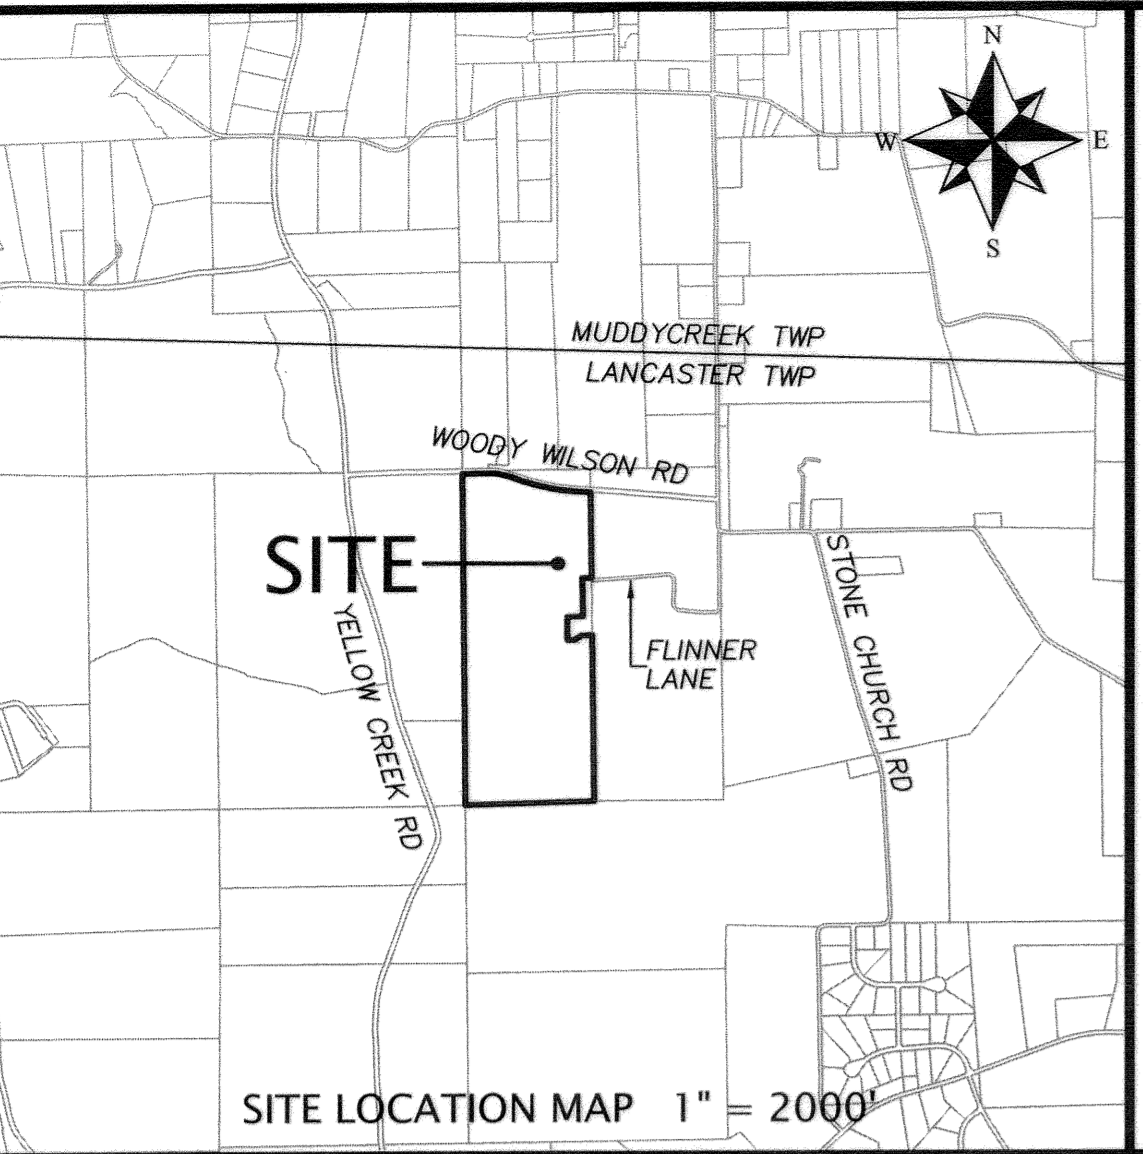 N
W E
S
MUDDYCREEK TWP
LANCASTER TWP
WOODY WILSON RD
SITE
STONE CHURCH RD
YELLOW CREEK RD
FLINNER
LANE
SITE LOCATION MAP 1" = 2000'